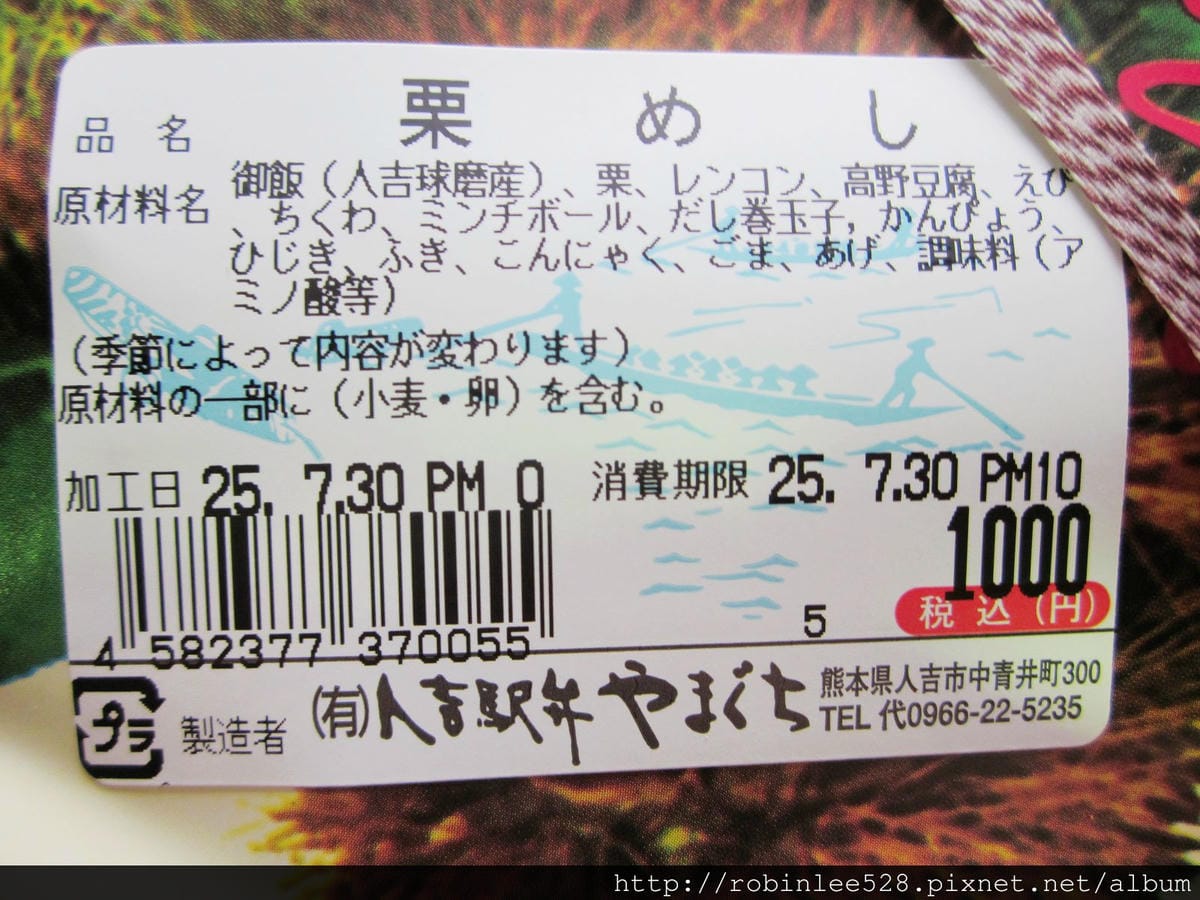 品 名 栗 め し
原材料名 御飯(人吉球磨産)、栗、レンコン、高野豆腐、えび
、ちくわ、ミンチボール、だし巻玉子,かんぴょう、
ひじき、ふき、こんにゃく、ごま、あげ、調味料(ア
ミノ酸等)
(季節によって内容が変わります)
原材料の一部に(小麦・卵)を含む。
加工日 25. 7.30 PM 0 消費期限 25. 7.30 PM10
1000
税 込 (円)
5
4 582377 370055
プラ
製造者 (有)人吉駅弁やまぐち
熊本県人吉市中青井町300
TEL 代0966-22-5235
http://robinlee528.pixnet.net/album